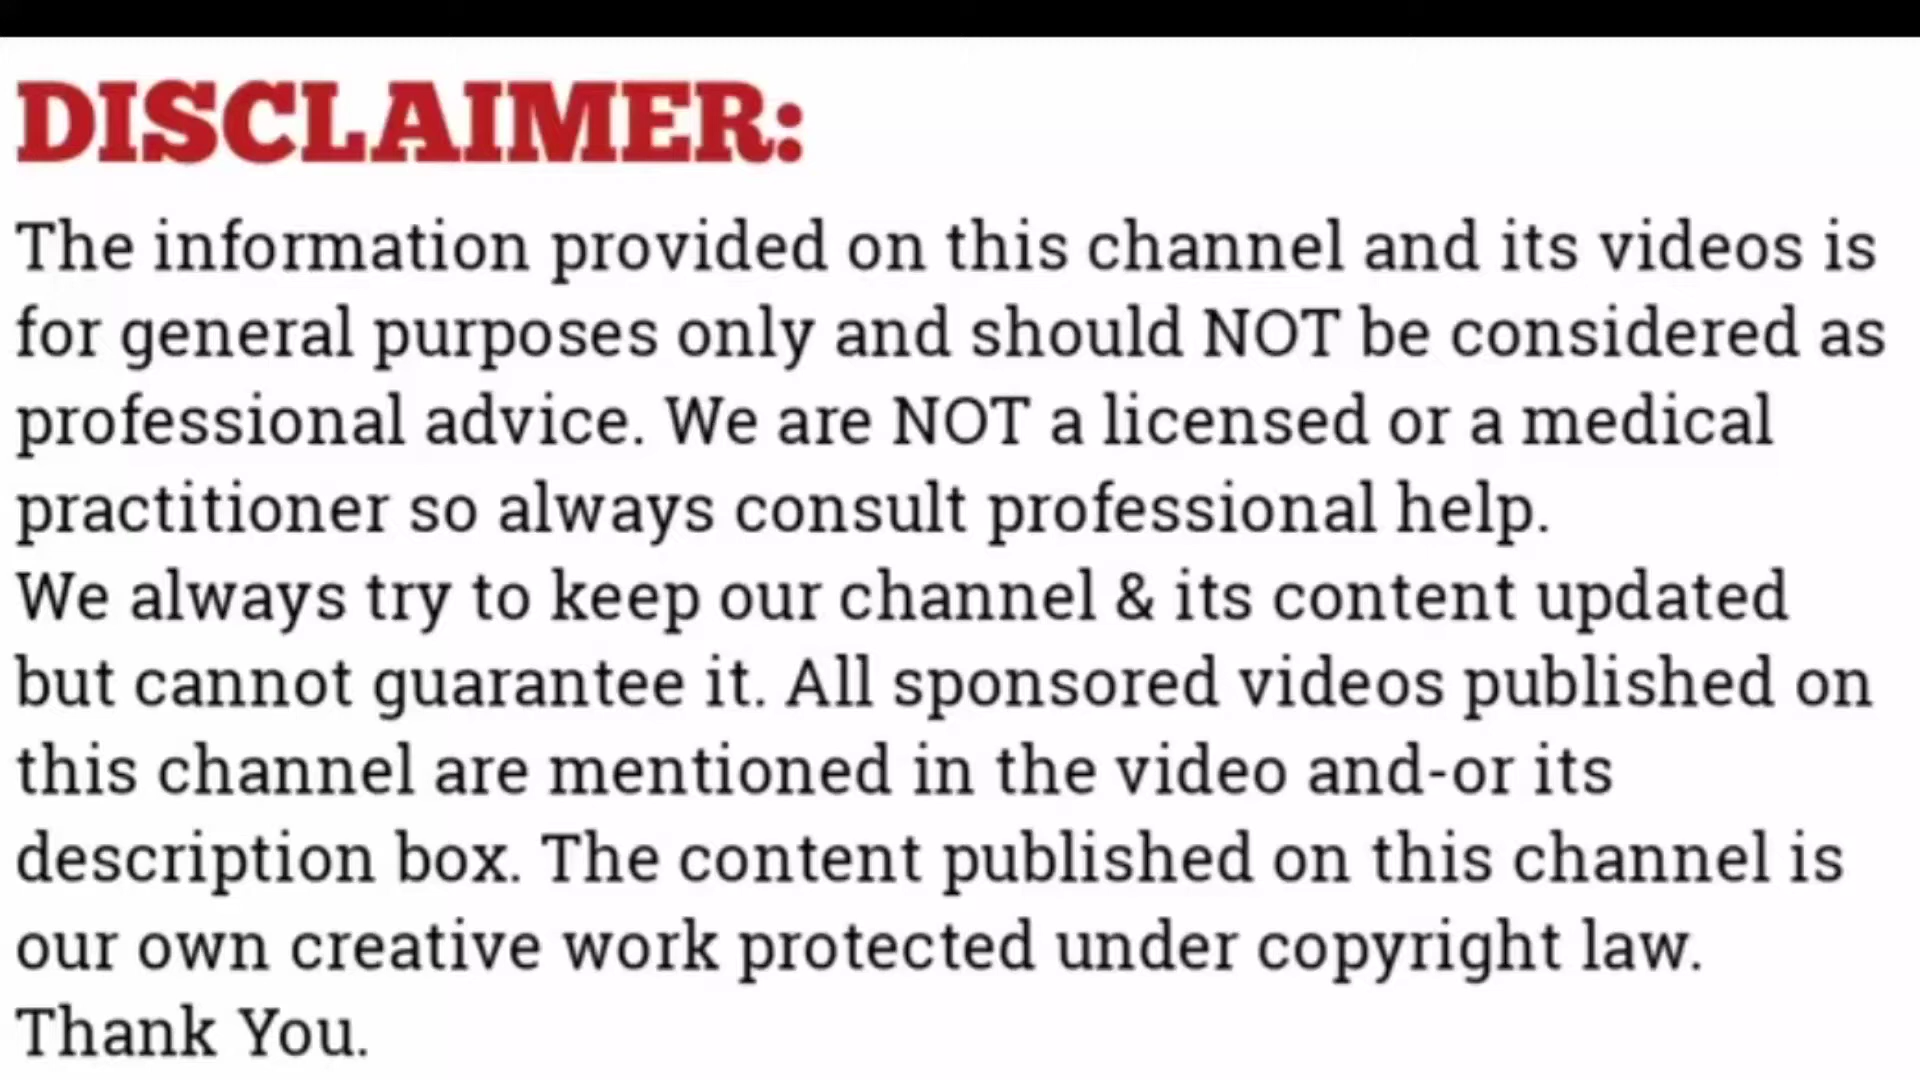 DISCLAIMER:
The information provided on this channel and its videos is
for general purposes only and should NOT be considered as
professional advice. We are NOT a licensed or a medical
practitioner so always consult professional help.
We always try to keep our channel & its content updated
but cannot guarantee it. All sponsored videos published on
this channel are mentioned in the video and-or its
description box. The content published on this channel is
our own creative work protected under copyright law.
Thank You.